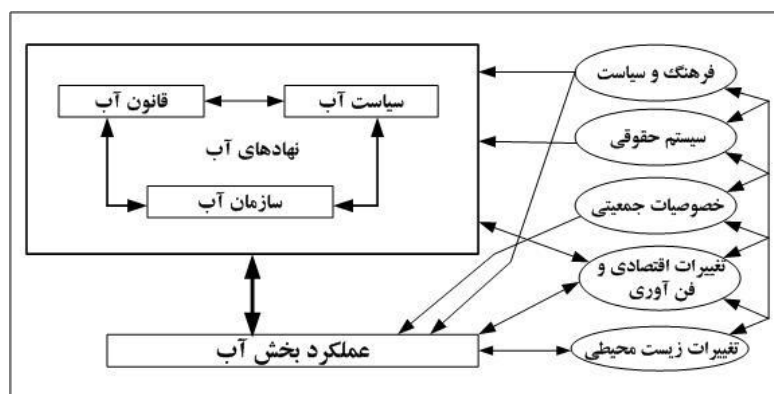 فرهنگ و سیاست
سیاست آب
قانون آب
نهادهای آب
سیستم حقوقی
سازمان آب
خصوصیات جمعیتی
تغییرات اقتصادی و
فن آوری
تغییرات زیست محیطی
عملکرد بخش آب